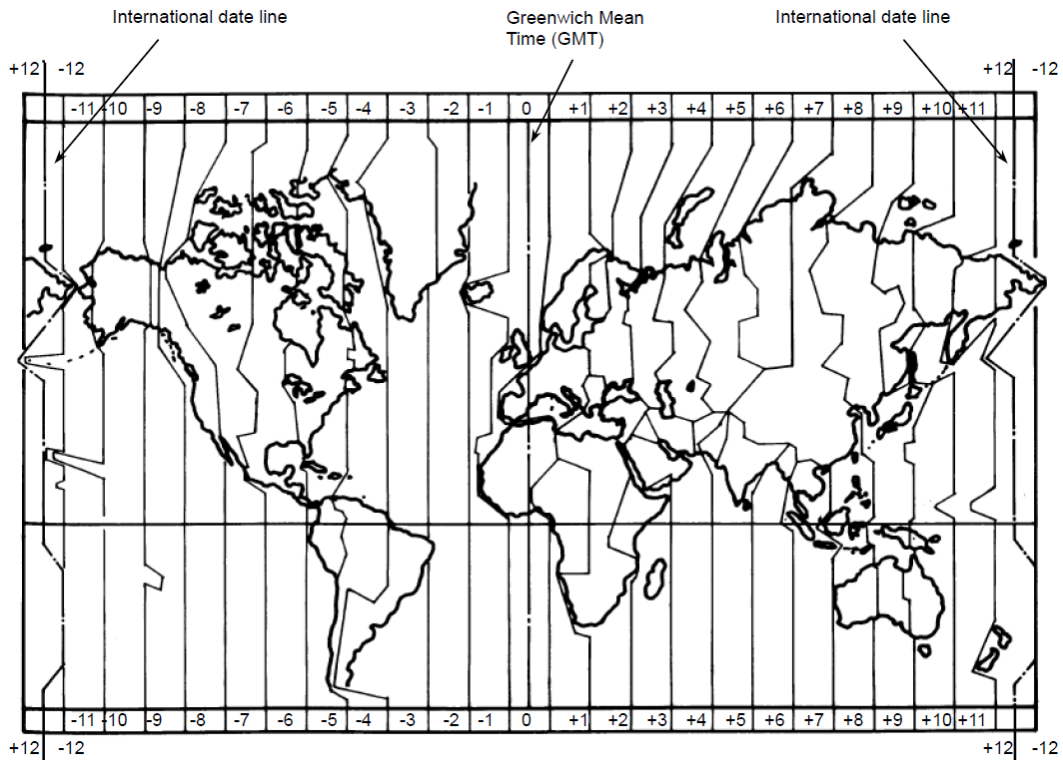 International date line
Greenwich Mean
Time (GMT)
International date line
+12 -12
+12 -12
-11 -10 -9 -8 -7 -6 -5 -4 -3 -2 -1 0 +1 +2 +3 +4 +5 +6 +7 +8 +9 +10 +11
-11 -10 -9 -8 -7 -6 -5 -4 -3 -2 -1 0 +1 +2 +3 +4 +5 +6 +7 +8 +9 +10 +11
+12 -12
+12 -12